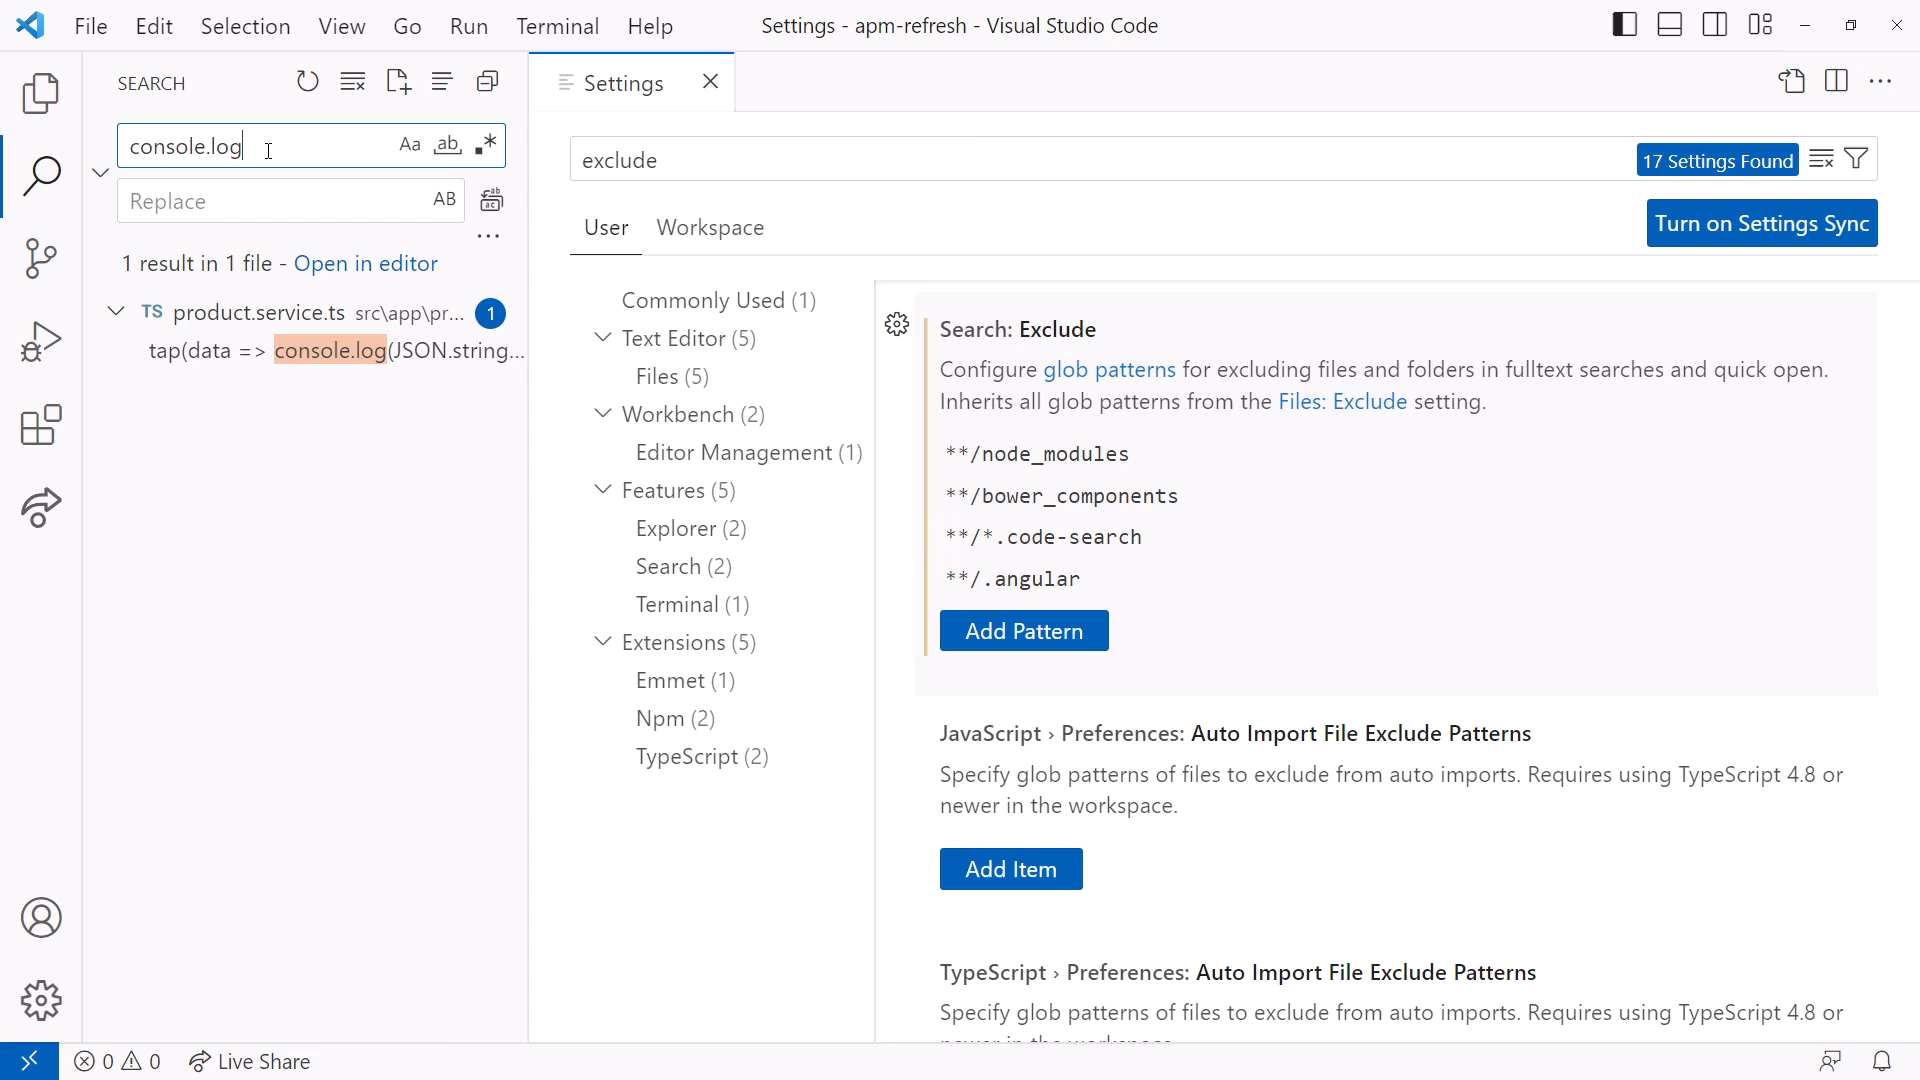 File Edit Selection View Go Run Terminal Help
Settings - apm-refresh - Visual Studio Code
SEARCH
console.log
Aa ab .*
Replace
AB
...
1 result in 1 file - Open in editor
TS product.service.ts src\app\pr... 1
tap(data => console.log(JSON.string...
Settings
exclude
17 Settings Found
User Workspace
Turn on Settings Sync
Commonly Used (1)
Text Editor (5)
Files (5)
Workbench (2)
Editor Management (1)
Features (5)
Explorer (2)
Search (2)
Terminal (1)
Extensions (5)
Emmet (1)
Npm (2)
TypeScript (2)
Search: Exclude
Configure glob patterns for excluding files and folders in fulltext searches and quick open.
Inherits all glob patterns from the Files: Exclude setting.
**/node_modules
**/bower_components
**/*.code-search
**/.angular
Add Pattern
JavaScript › Preferences: Auto Import File Exclude Patterns
Specify glob patterns of files to exclude from auto imports. Requires using TypeScript 4.8 or
newer in the workspace.
Add Item
TypeScript › Preferences: Auto Import File Exclude Patterns
Specify glob patterns of files to exclude from auto imports. Requires using TypeScript 4.8 or
0 0 Live Share